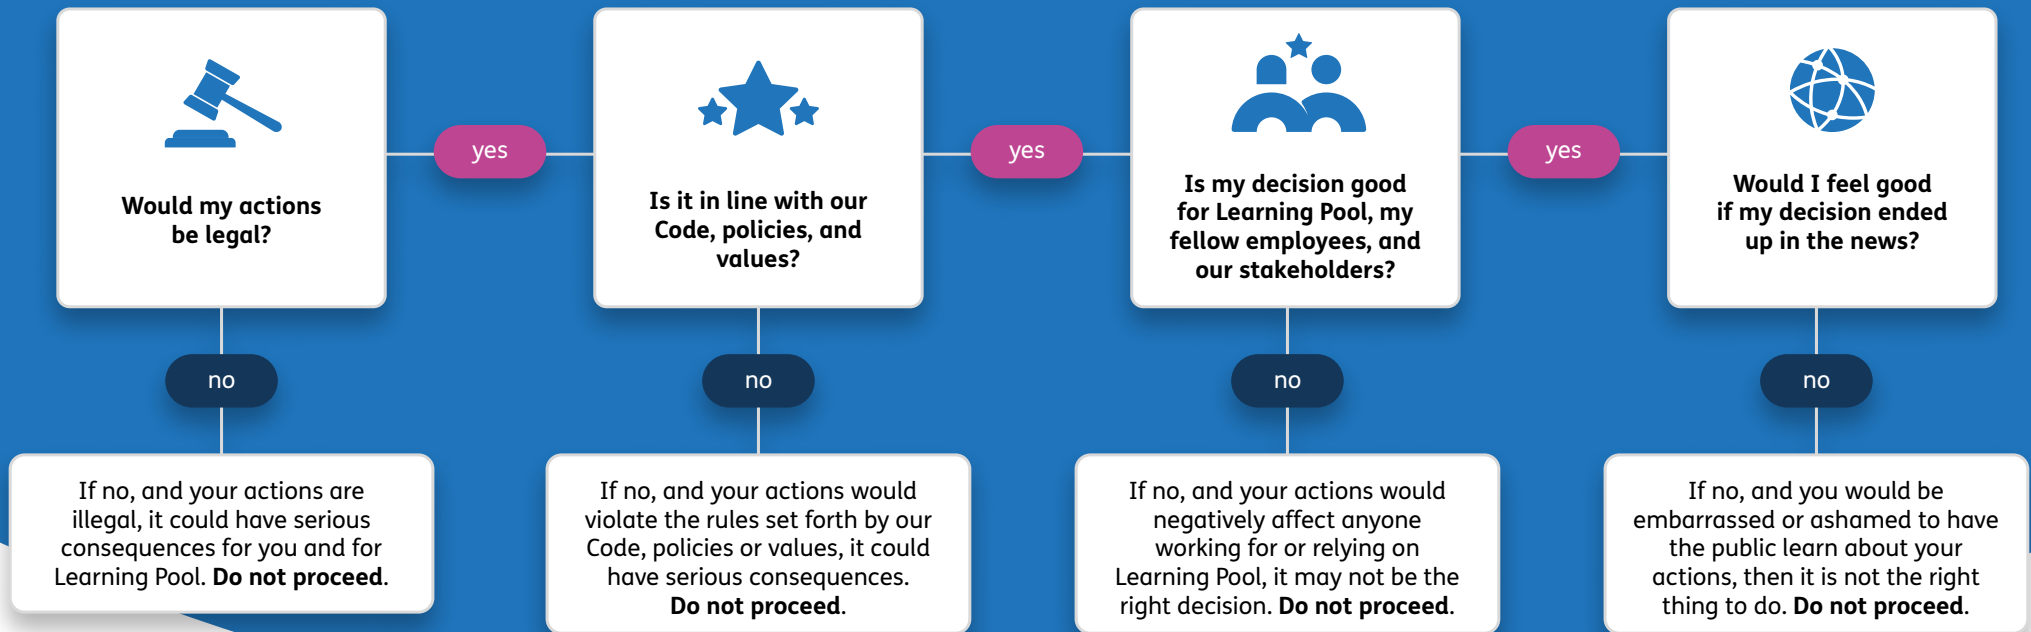 Would my actions
be legal?
yes
Is it in line with our
Code, policies, and
values?
yes
Is my decision good
for Learning Pool, my
fellow employees, and
our stakeholders?
yes
Would I feel good
if my decision ended
up in the news?
no
no
no
no
If no, and your actions are
illegal, it could have serious
consequences for you and for
Learning Pool. Do not proceed.
If no, and your actions would
violate the rules set forth by our
Code, policies or values, it could
have serious consequences.
Do not proceed.
If no, and your actions would
negatively affect anyone
working for or relying on
Learning Pool, it may not be the
right decision. Do not proceed.
If no, and you would be
embarrassed or ashamed to have
the public learn about your
actions, then it is not the right
thing to do. Do not proceed.